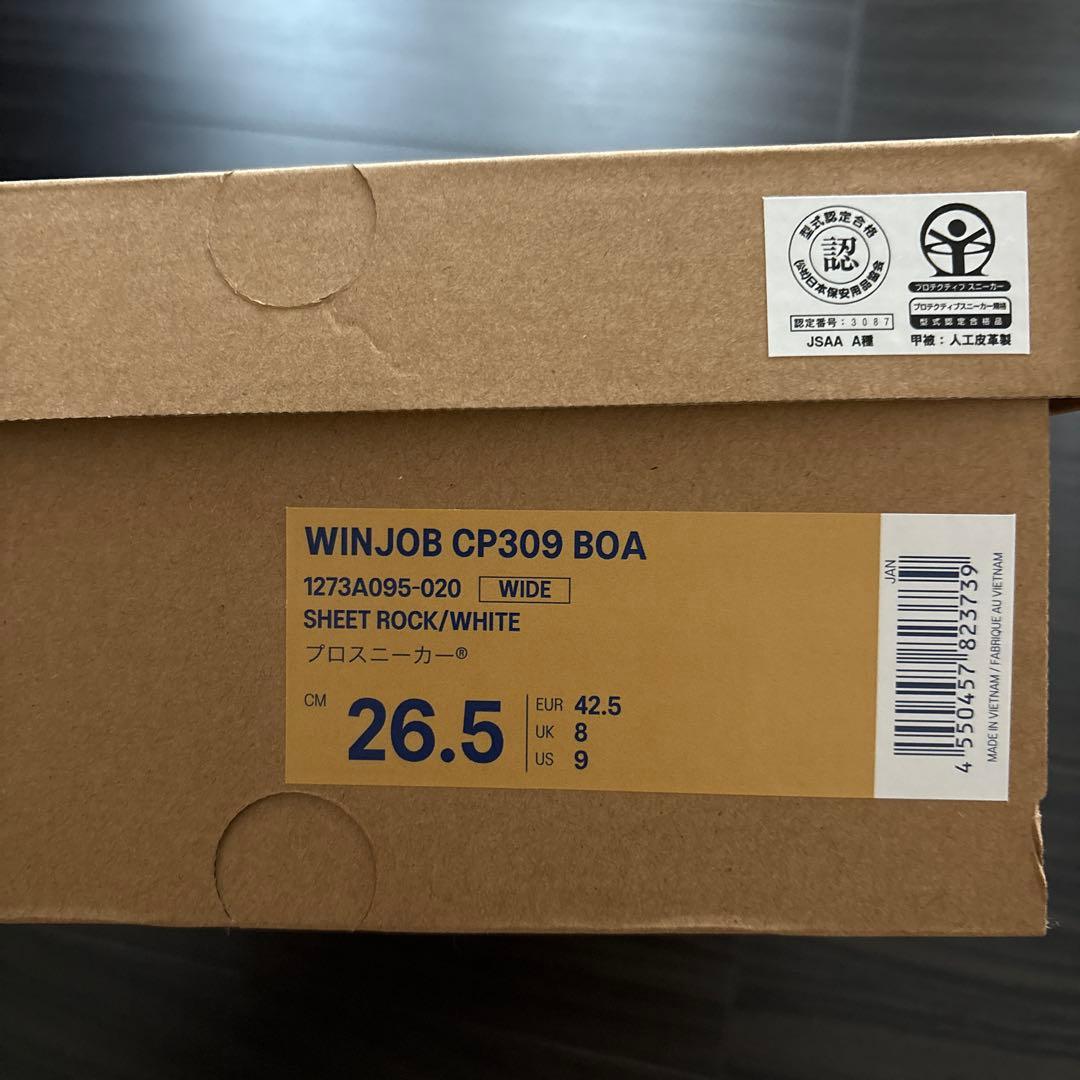 型式認定合格
認
(公社)日本保安用品協会
認定番号:3087
JSAA A種
プロテクティブ スニーカー
プロテクティブスニーカー規格
型式認定合格品
甲被:人工皮革製
WINJOB CP309 BOA
1273A095-020 WIDE
SHEET ROCK/WHITE
プロスニーカー®
CM 26.5
EUR 42.5
UK 8
US 9
JAN
4 550457 823739
MADE IN VIETNAM / FABRIQUE AU VIETNAM